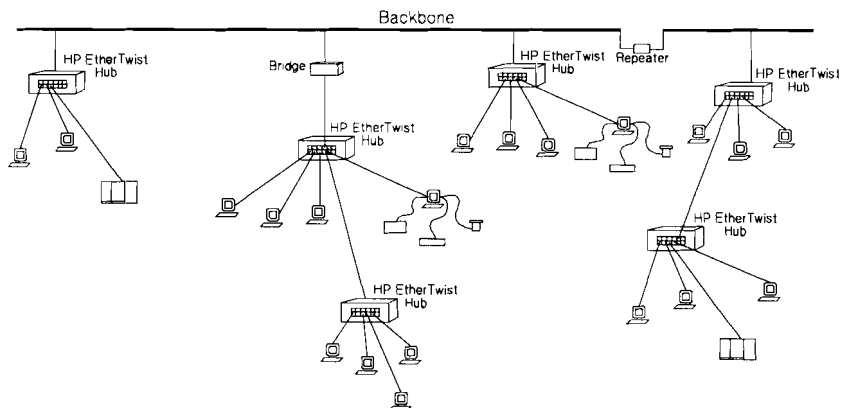 Backbone
HP EtherTwist
Hub
Bridge
HP EtherTwist
Hub
Repeater
HP EtherTwist
Hub
HP EtherTwist
Hub
HP EtherTwist
Hub
HP EtherTwist
Hub